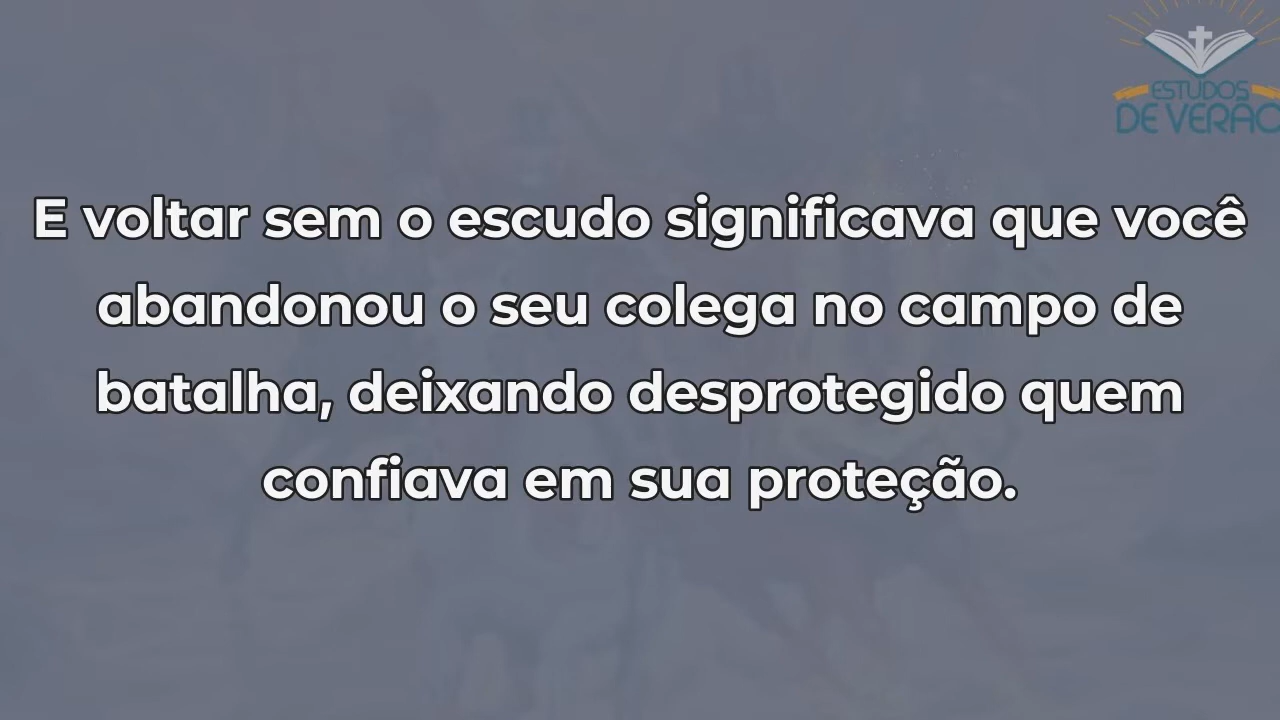 ESTUDOS
DE VERÃO
E voltar sem o escudo significava que você
abandonou o seu colega no campo de
batalha, deixando desprotegido quem
confiava em sua proteção.